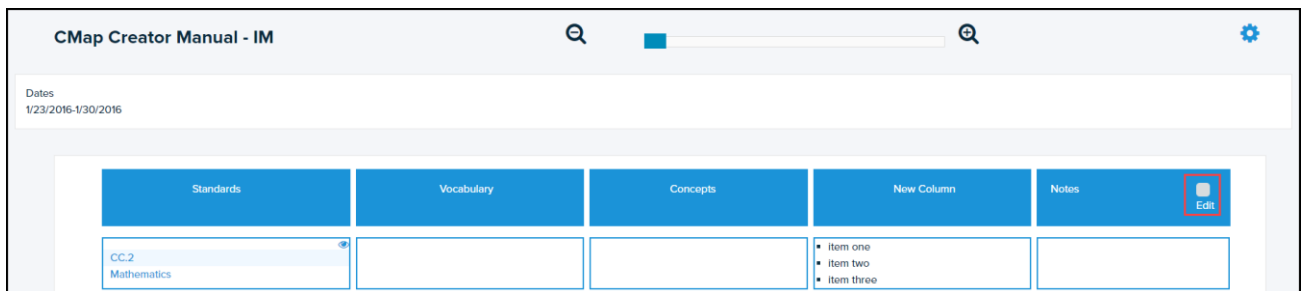 CMap Creator Manual - IM
Dates
1/23/2016-1/30/2016
Standards
Vocabulary
Concepts
New Column
Notes
Edit
CC.2
Mathematics
▪ item one
▪ item two
▪ item three